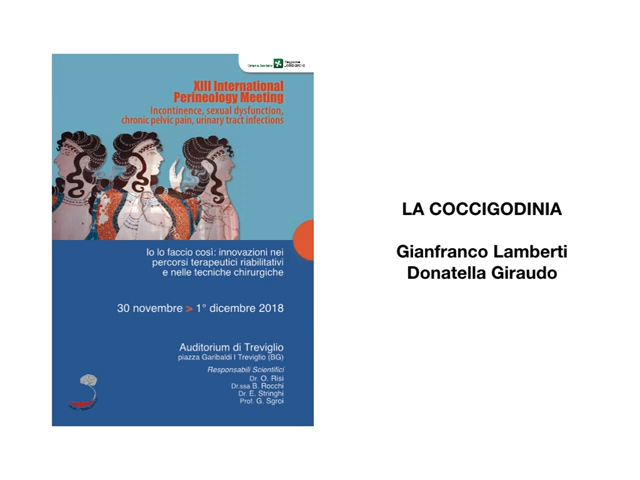 XIII International
Perineology Meeting
Incontinence, sexual dysfunction,
chronic pelvic pain, urinary tract infections
Io lo faccio così: innovazioni nei
percorsi terapeutici riabilitativi
e nelle tecniche chirurgiche
30 novembre > 1° dicembre 2018
Auditorium di Treviglio
piazza Garibaldi I Treviglio (BG)
Responsabili Scientifici
Dr. O. Risi
Dr.ssa B. Rocchi
Dr. E. Stringhi
Prof. G. Sgroi
LA COCCIGODINIA
Gianfranco Lamberti
Donatella Giraudo